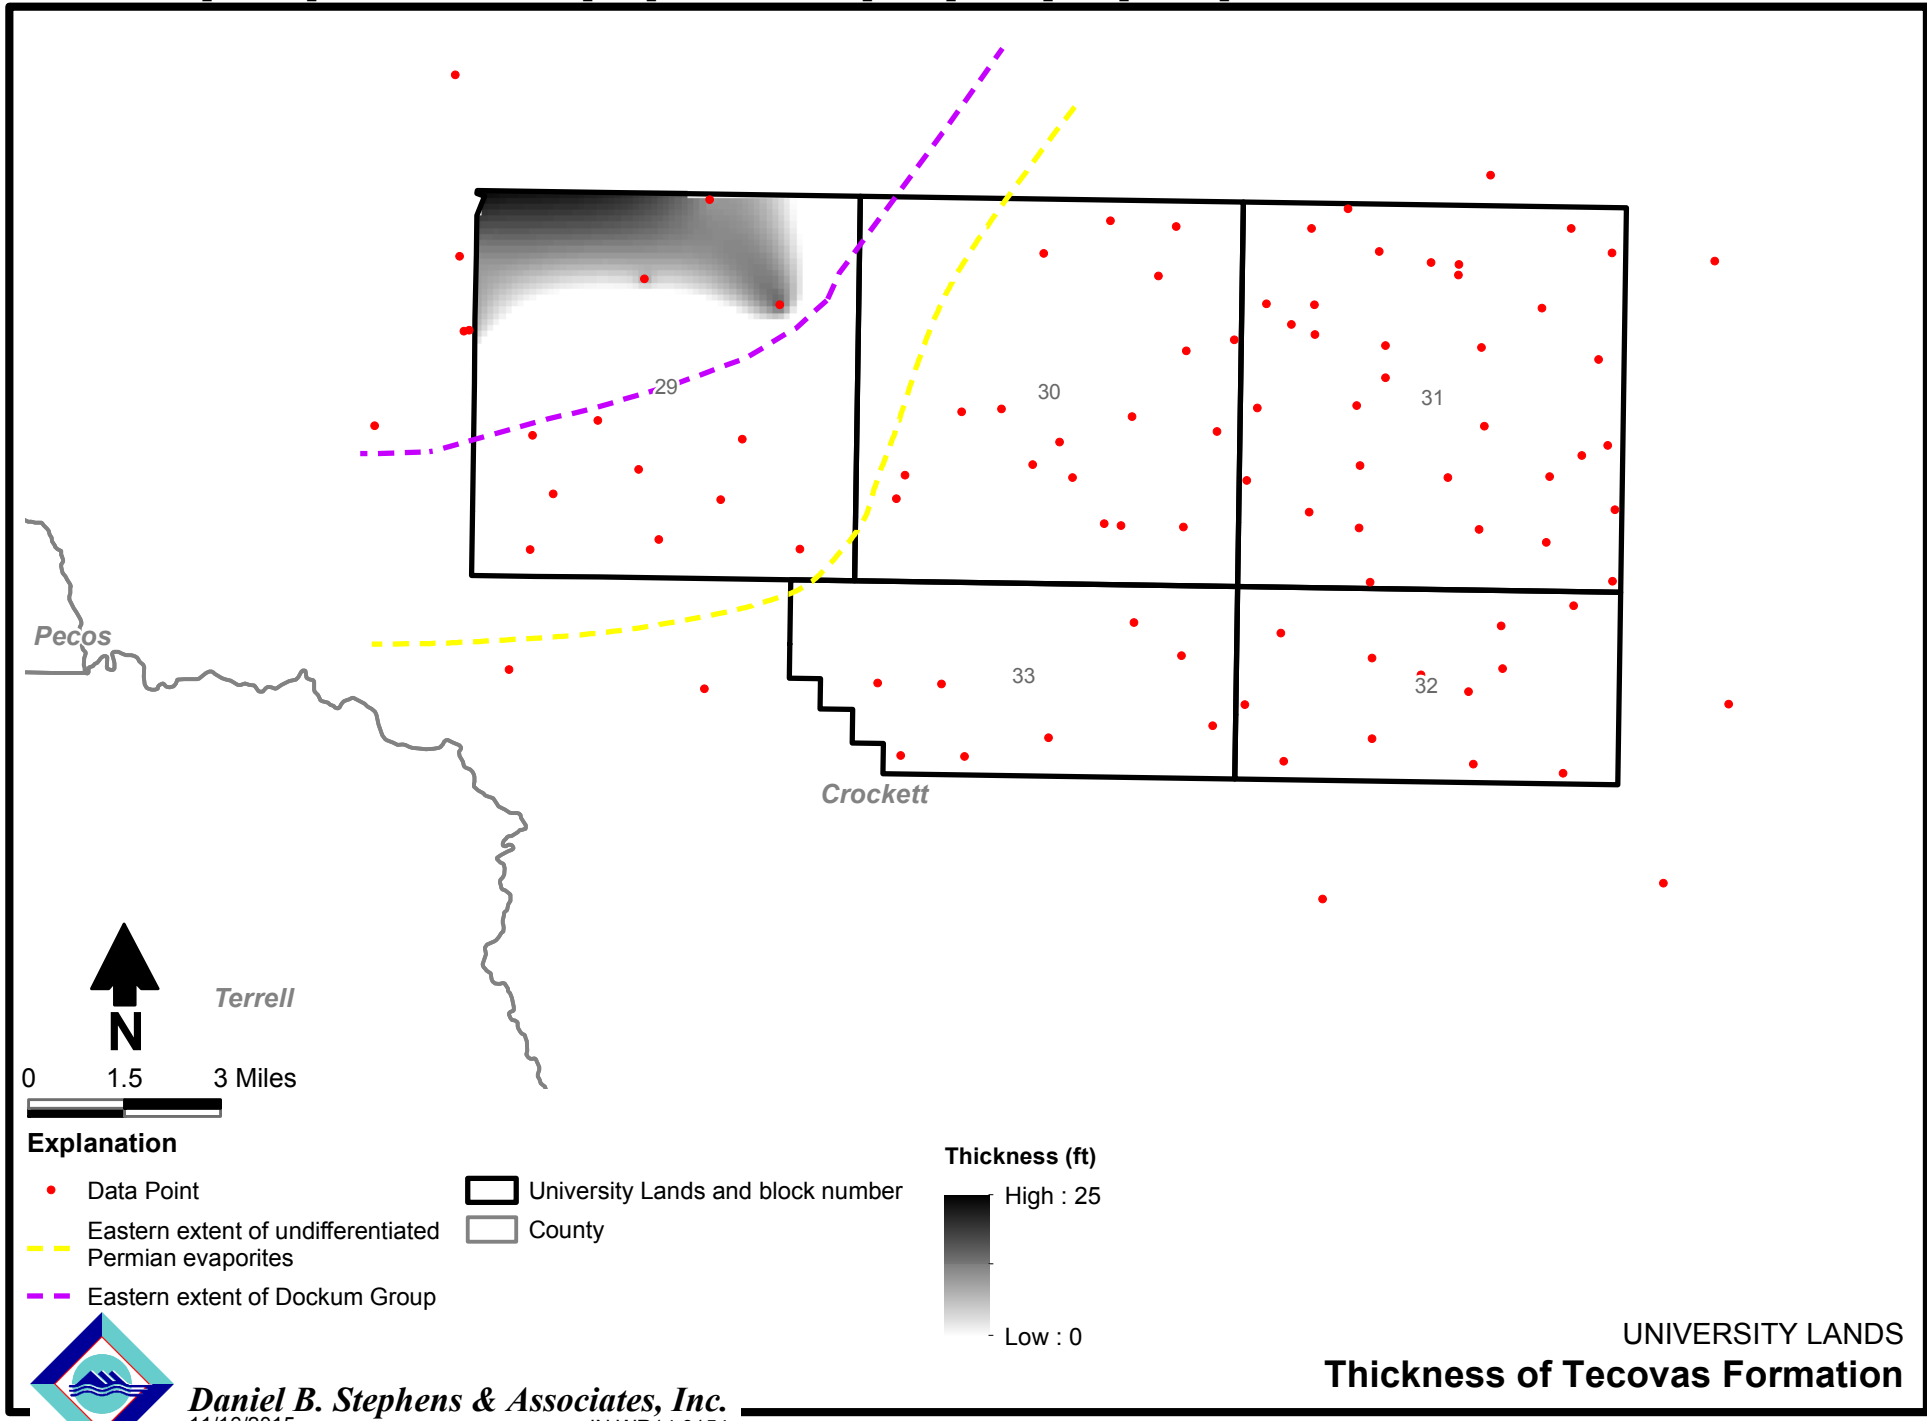 29
30
31
Pecos
33
32
Crockett
Terrell
N
0 1.5 3 Miles
Explanation
Data Point
Eastern extent of undifferentiated
Permian evaporites
Eastern extent of Dockum Group
University Lands and block number
County
Thickness (ft)
High : 25
Low : 0
UNIVERSITY LANDS
Thickness of Tecovas Formation
Daniel B. Stephens & Associates, Inc.